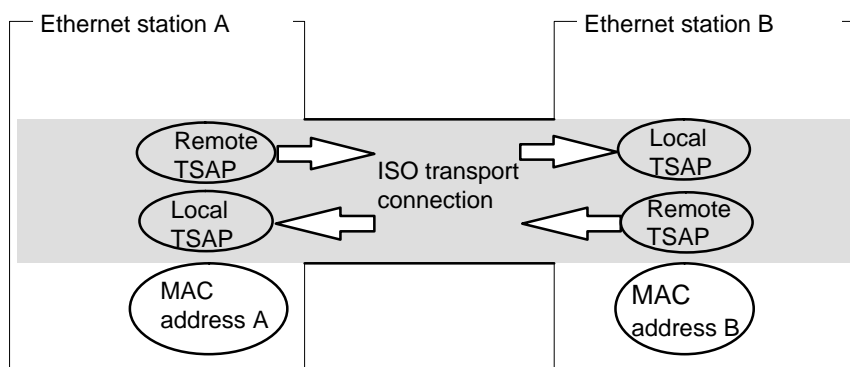 Ethernet station A
Ethernet station B
Remote
TSAP
Local
TSAP
ISO transport
connection
Local
TSAP
Remote
TSAP
MAC
address A
MAC
address B